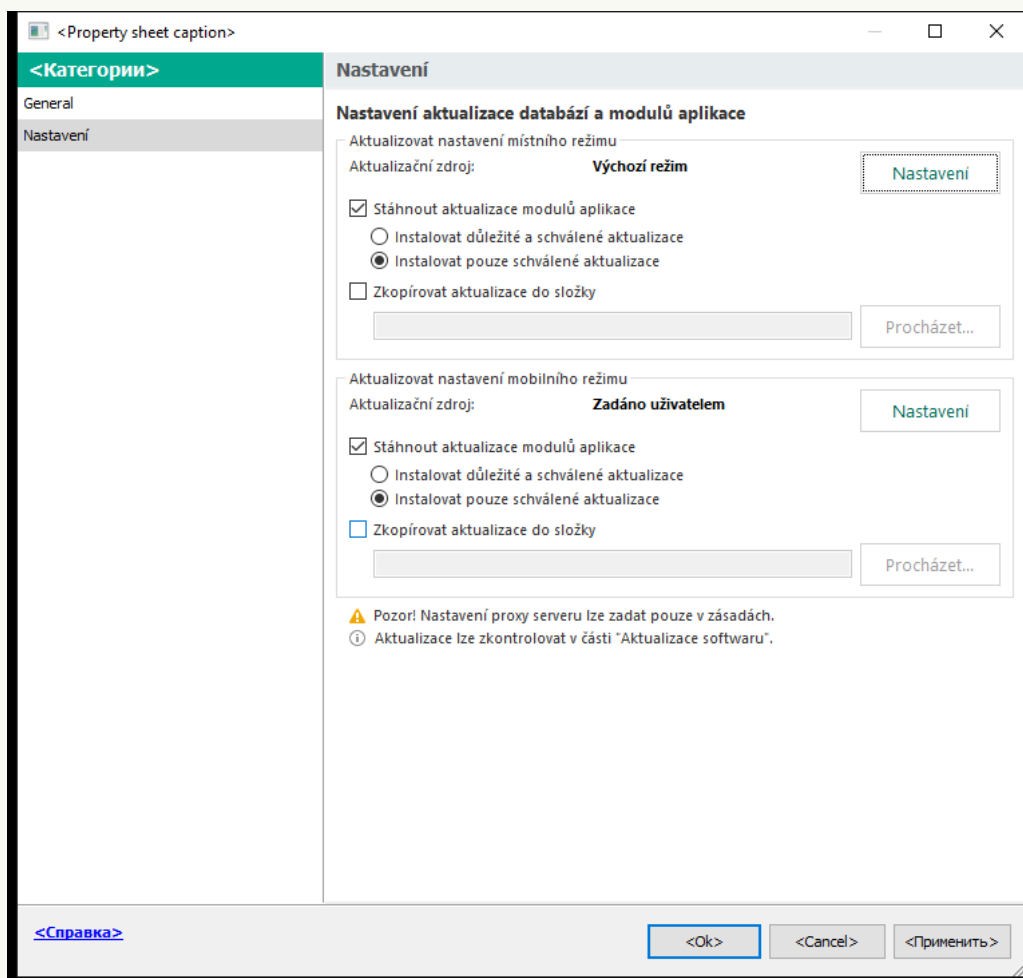 <Property sheet caption>
<Категории>
General
Nastavení
Nastavení
Nastavení aktualizace databází a modulů aplikace
Aktualizovat nastavení místního režimu
Aktualizační zdroj: Výchozí režim Nastavení
Stáhnout aktualizace modulů aplikace
Instalovat důležité a schválené aktualizace
Instalovat pouze schválené aktualizace
Zkopírovat aktualizace do složky
Procházet...
Aktualizovat nastavení mobilního režimu
Aktualizační zdroj: Zadáno uživatelem Nastavení
Stáhnout aktualizace modulů aplikace
Instalovat důležité a schválené aktualizace
Instalovat pouze schválené aktualizace
Zkopírovat aktualizace do složky
Procházet...
Pozor! Nastavení proxy serveru lze zadat pouze v zásadách.
Aktualizace lze zkontrolovat v části "Aktualizace softwaru".
<Справка> <Ok> <Cancel> <Применить>